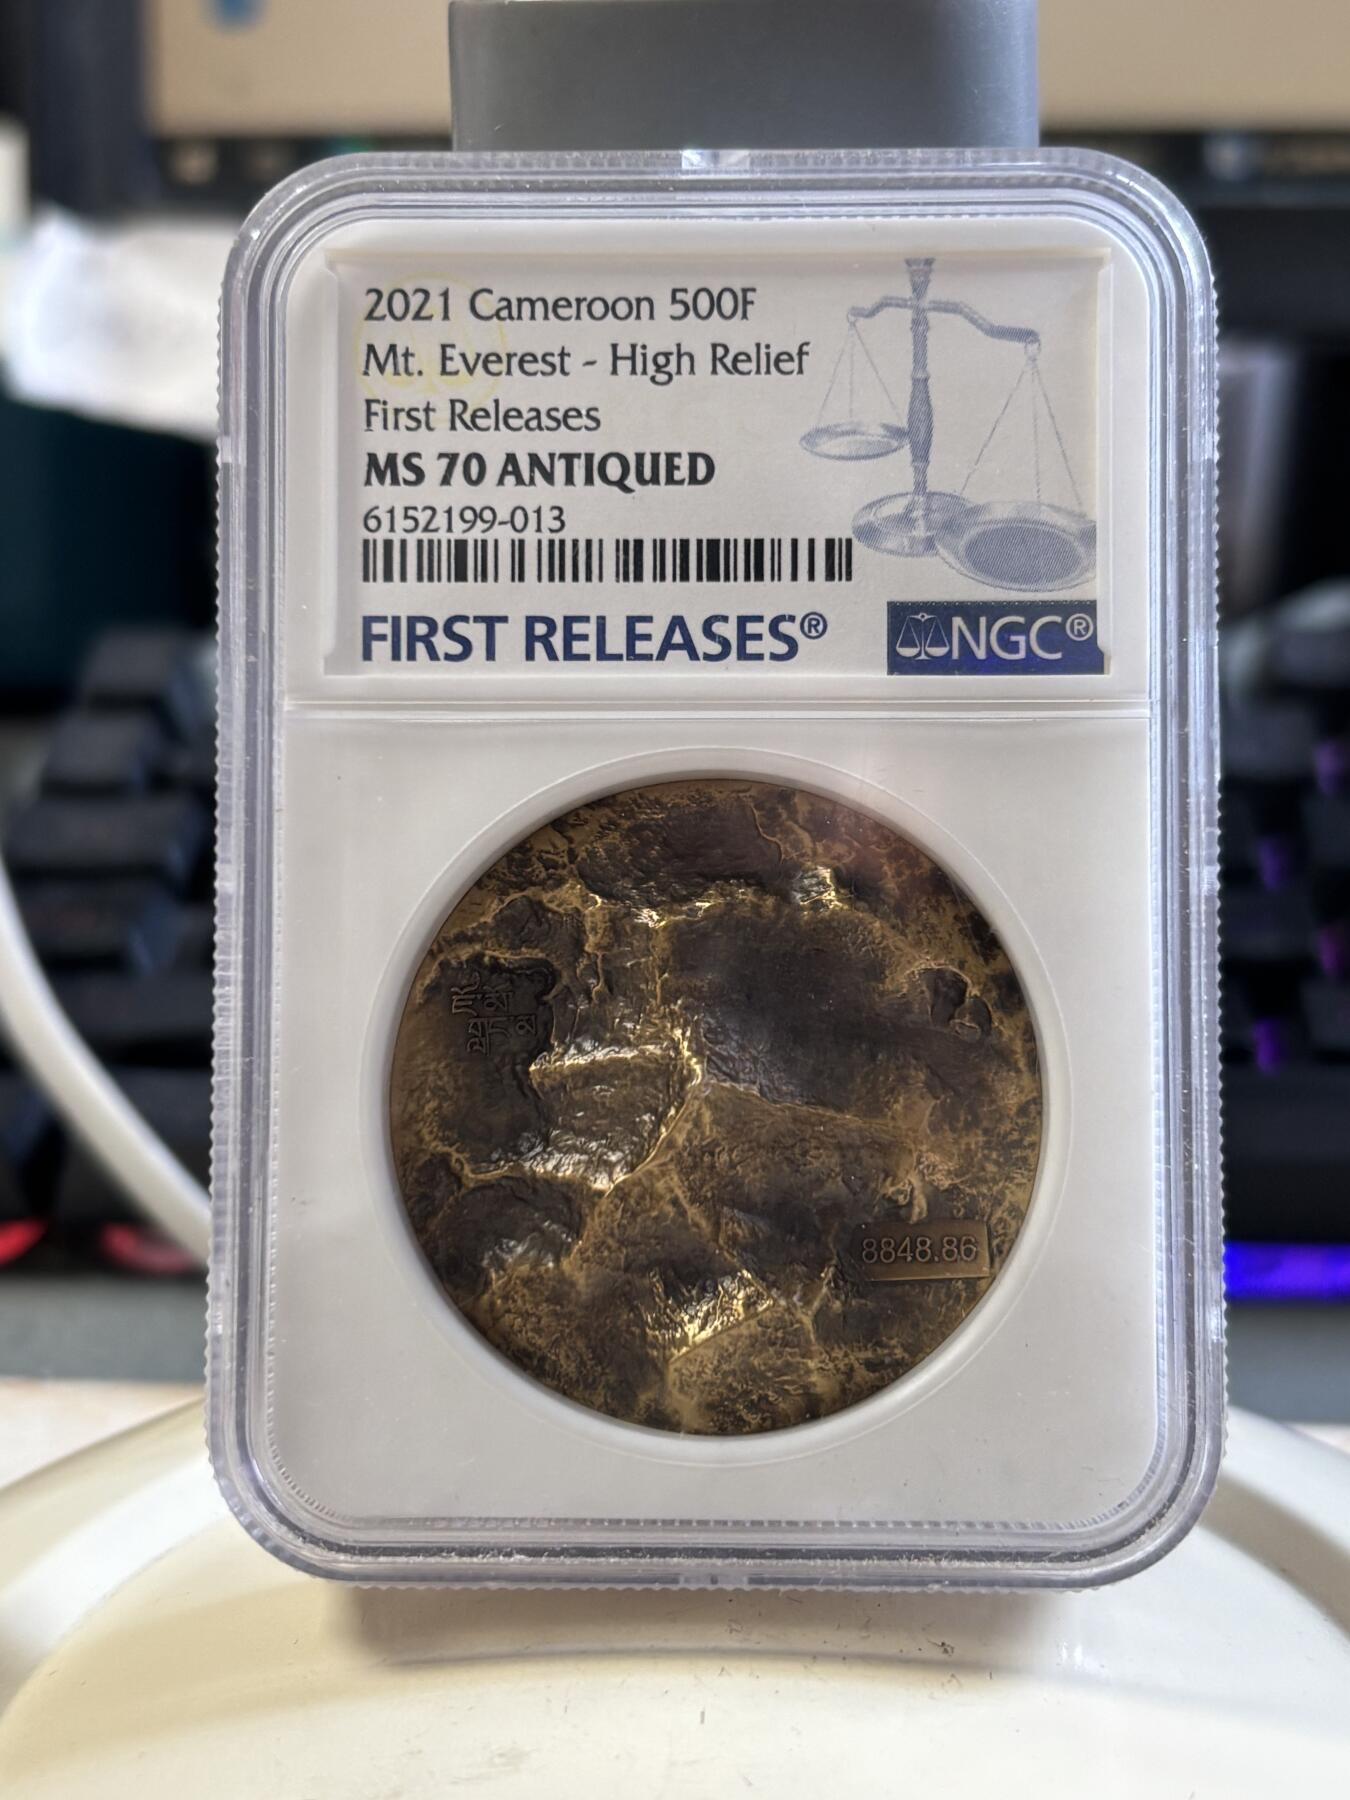 2021 Cameroon 500F
Mt. Everest - High Relief
First Releases
MS 70 ANTIQUED
6152199-013
FIRST RELEASES®
NGC®
8848.86